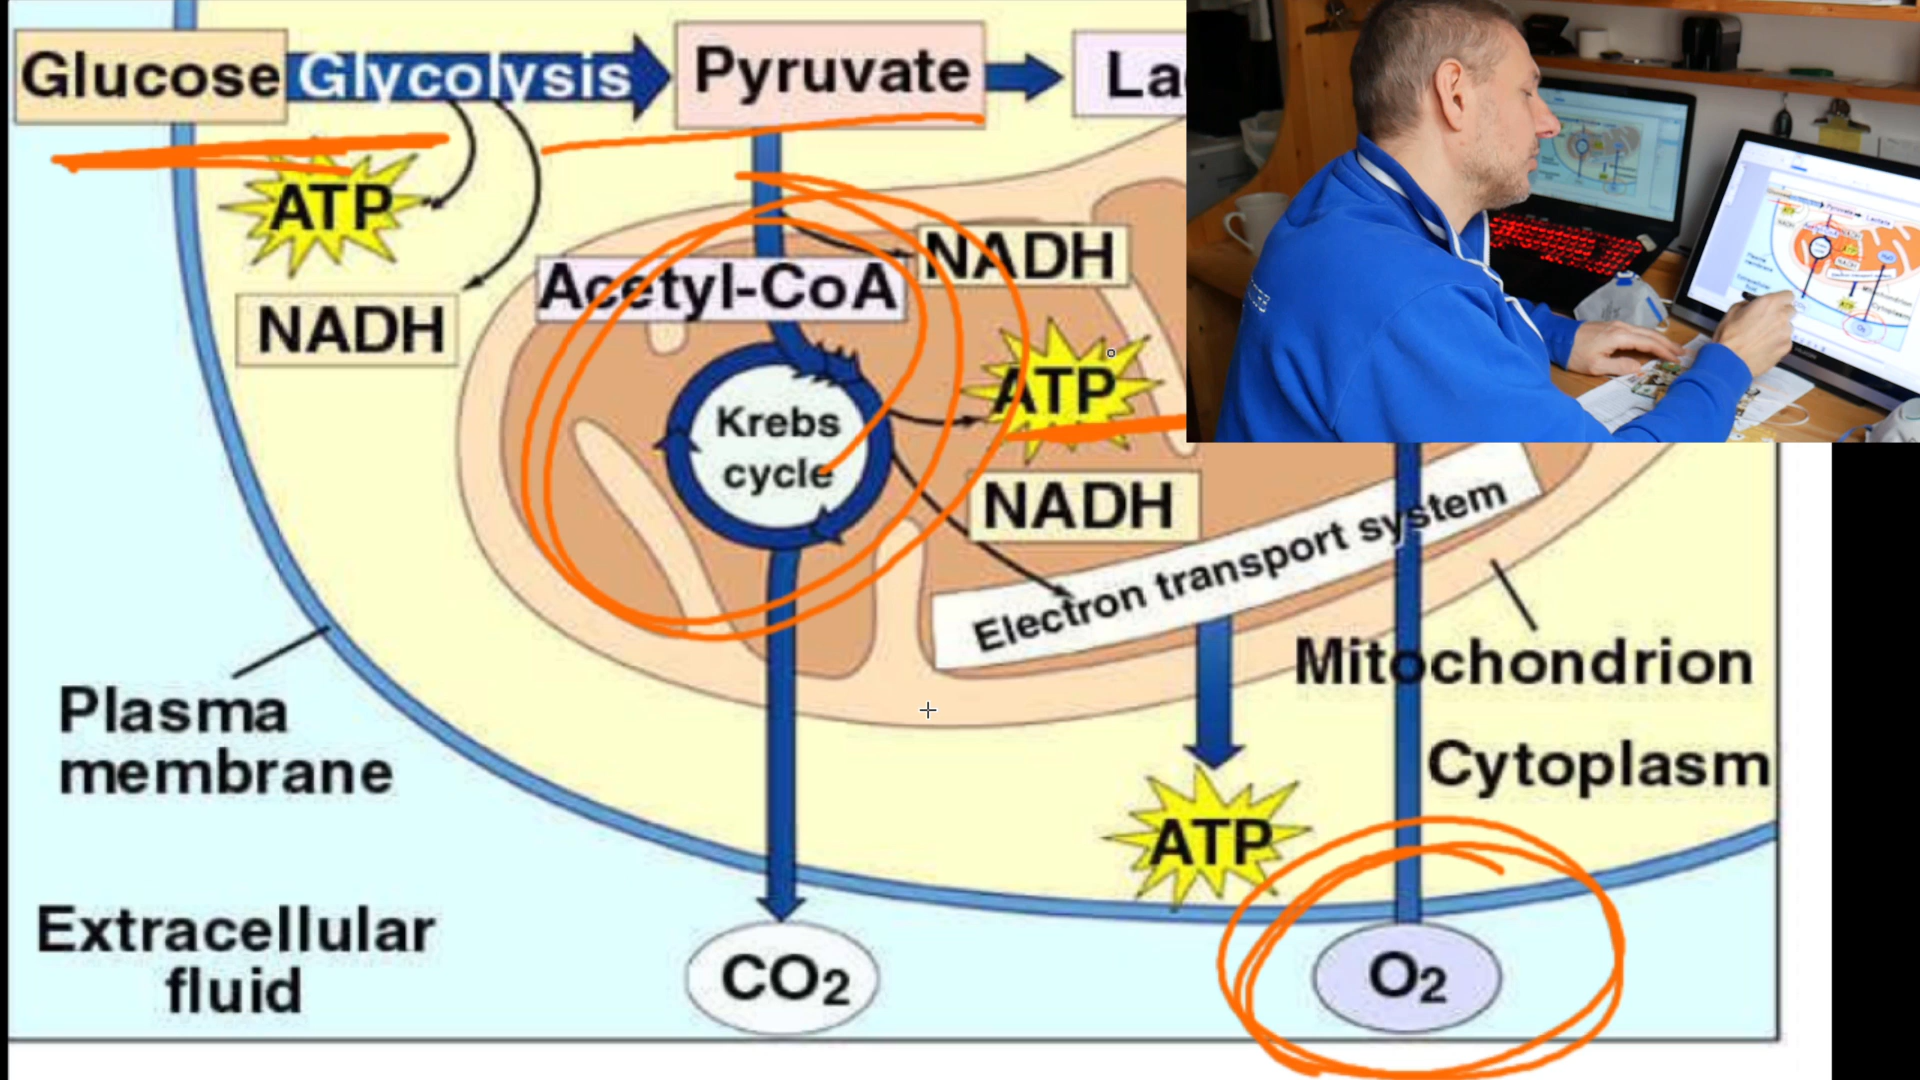 Glucose
Glycolysis
Pyruvate
La
ATP
NADH
Acetyl-CoA
NADH
Krebs
cycle
ATP
NADH
Electron transport system
Mitochondrion
Plasma
membrane
Cytoplasm
ATP
Extracellular
fluid
CO2
O2